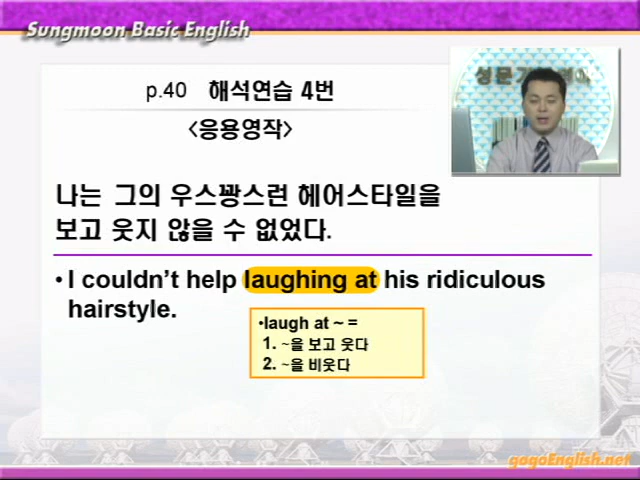 Sungmoon Basic English
p.40 해석연습 4번
<응용영작>
나는 그의 우스꽝스런 헤어스타일을
보고 웃지 않을 수 없었다.
• I couldn't help laughing at his ridiculous
hairstyle.
•laugh at ~ =
1. ~을 보고 웃다
2. ~을 비웃다
gogoEnglish.net